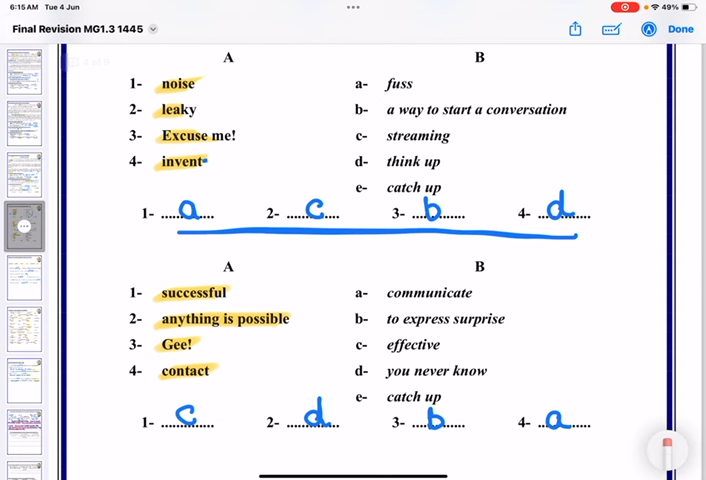 6:15AM Tue 4 Jun
49%
Final Revision MG1.3 1445
Done
A B
1- noise a- fuss
2- leaky b- a way to start a conversation
3- Excuse me! c- streaming
4- invent d- think up
e- catch up
1- ...a... 2- ...c... 3- ...b... 4- ...d...
A B
1- successful a- communicate
2- anything is possible b- to express surprise
3- Gee! c- effective
4- contact d- you never know
e- catch up
1- ...c... 2- ...d... 3- ...b... 4- ...a...